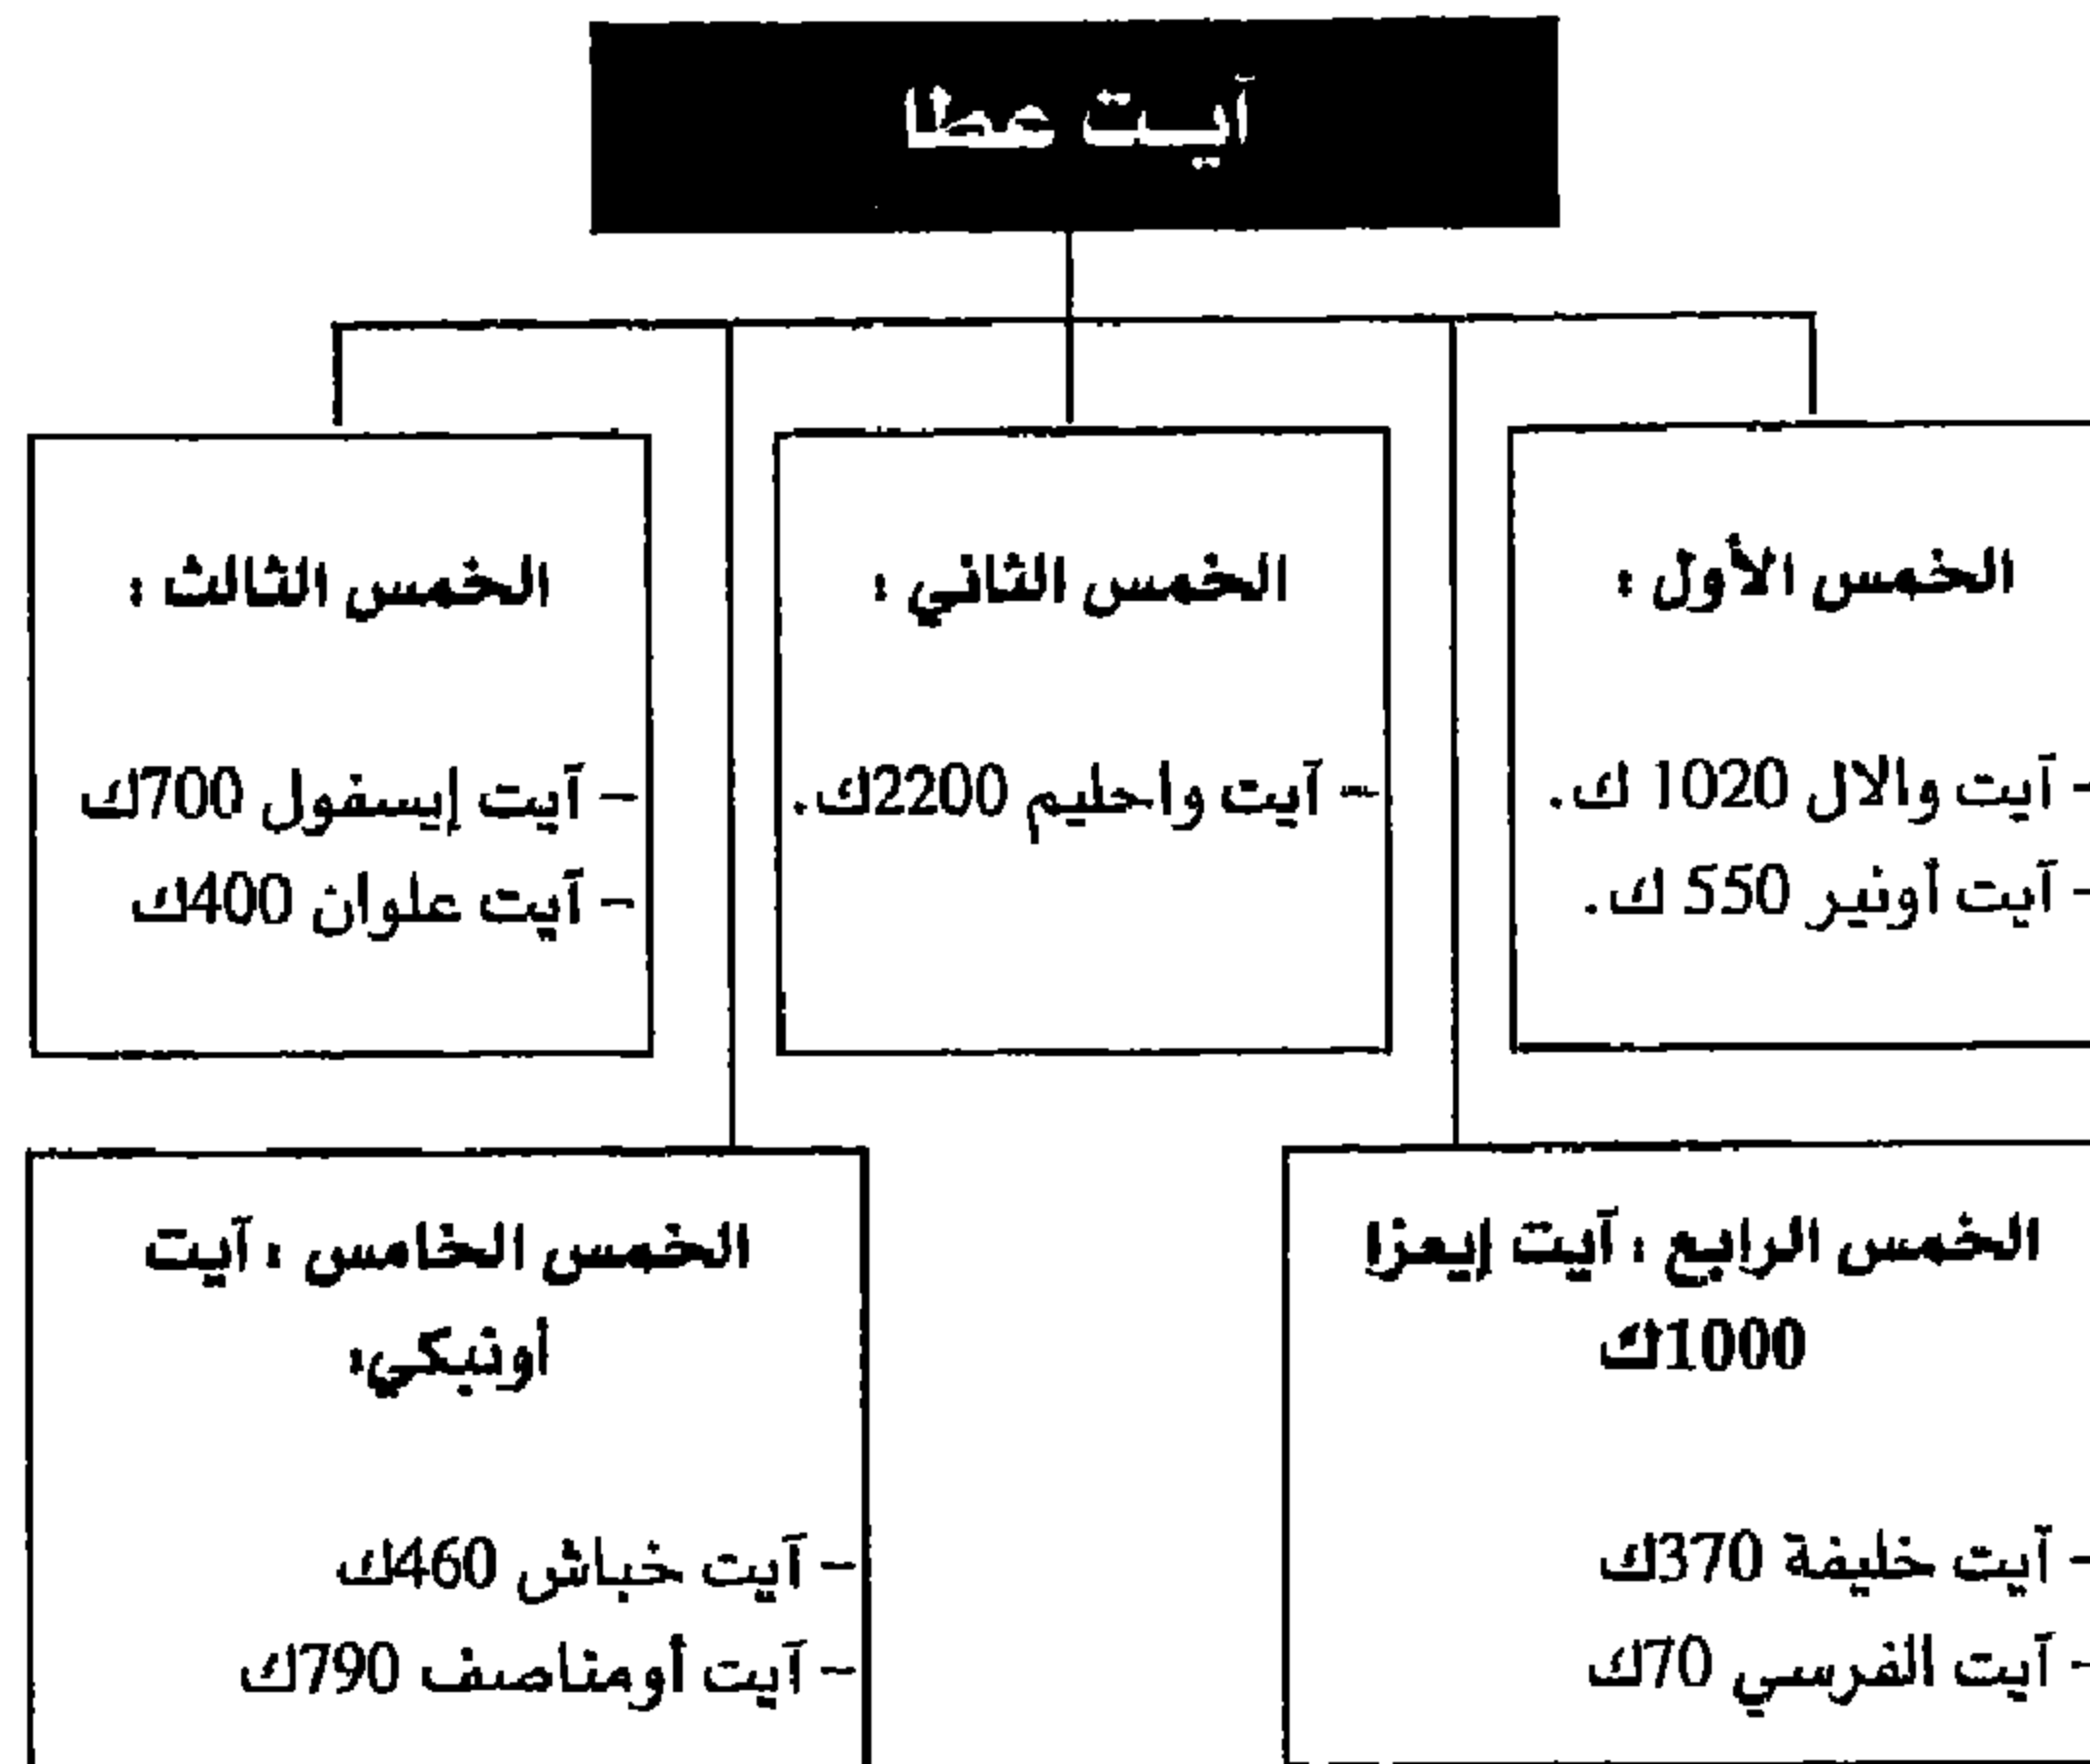 آيت عطا
الخمس الأول :
- آيت والال 1020 ك.
- آيت أونير 550 ك.
الخمس الثاني :
- آيت واحليم 2200ك.
الخمس الثالث :
- آيت إيسفول 700ك
- آيت علوان 400ك
الخمس الرابع : آيت إيعزا
1000ك
- آيت خليفة 370ك
- آيت الفرسي 70ك
الخمس الخامس : آيت
أونبكي:
- آيت خباش 460ك
- آيت أومناصف 790ك